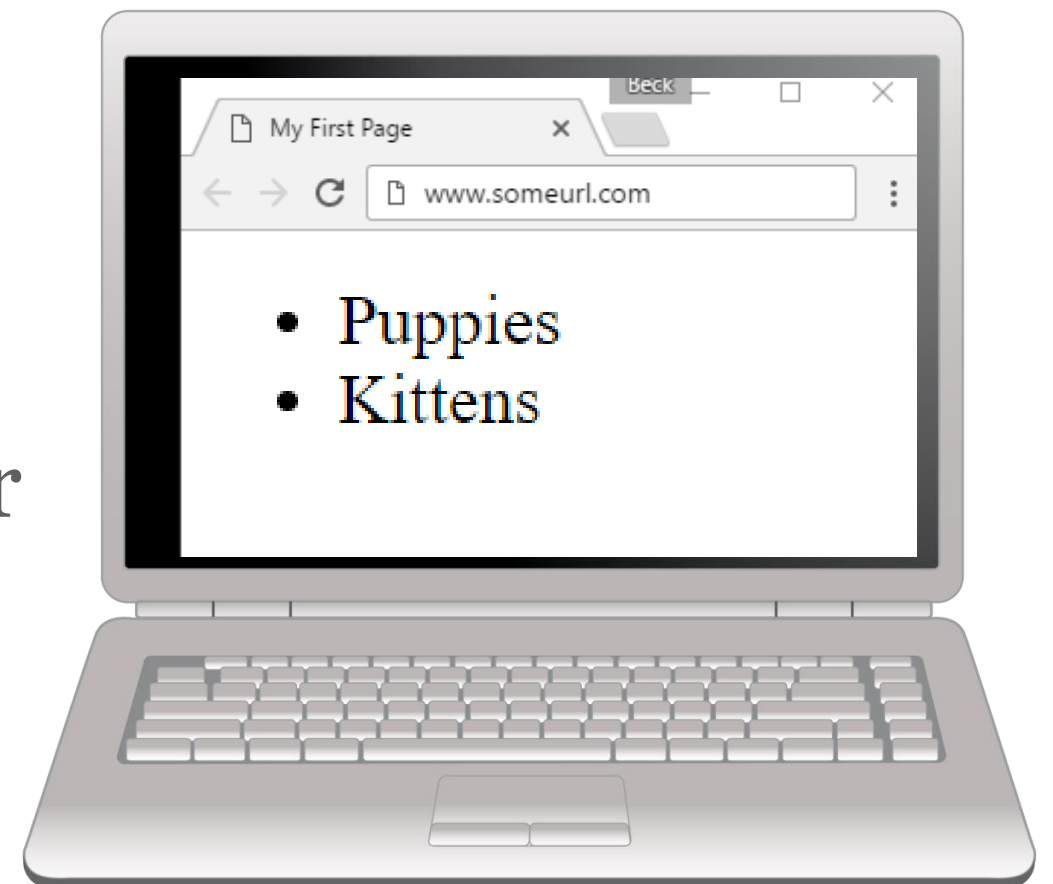 Beck
My First Page
www.someurl.com
• Puppies
• Kittens
r